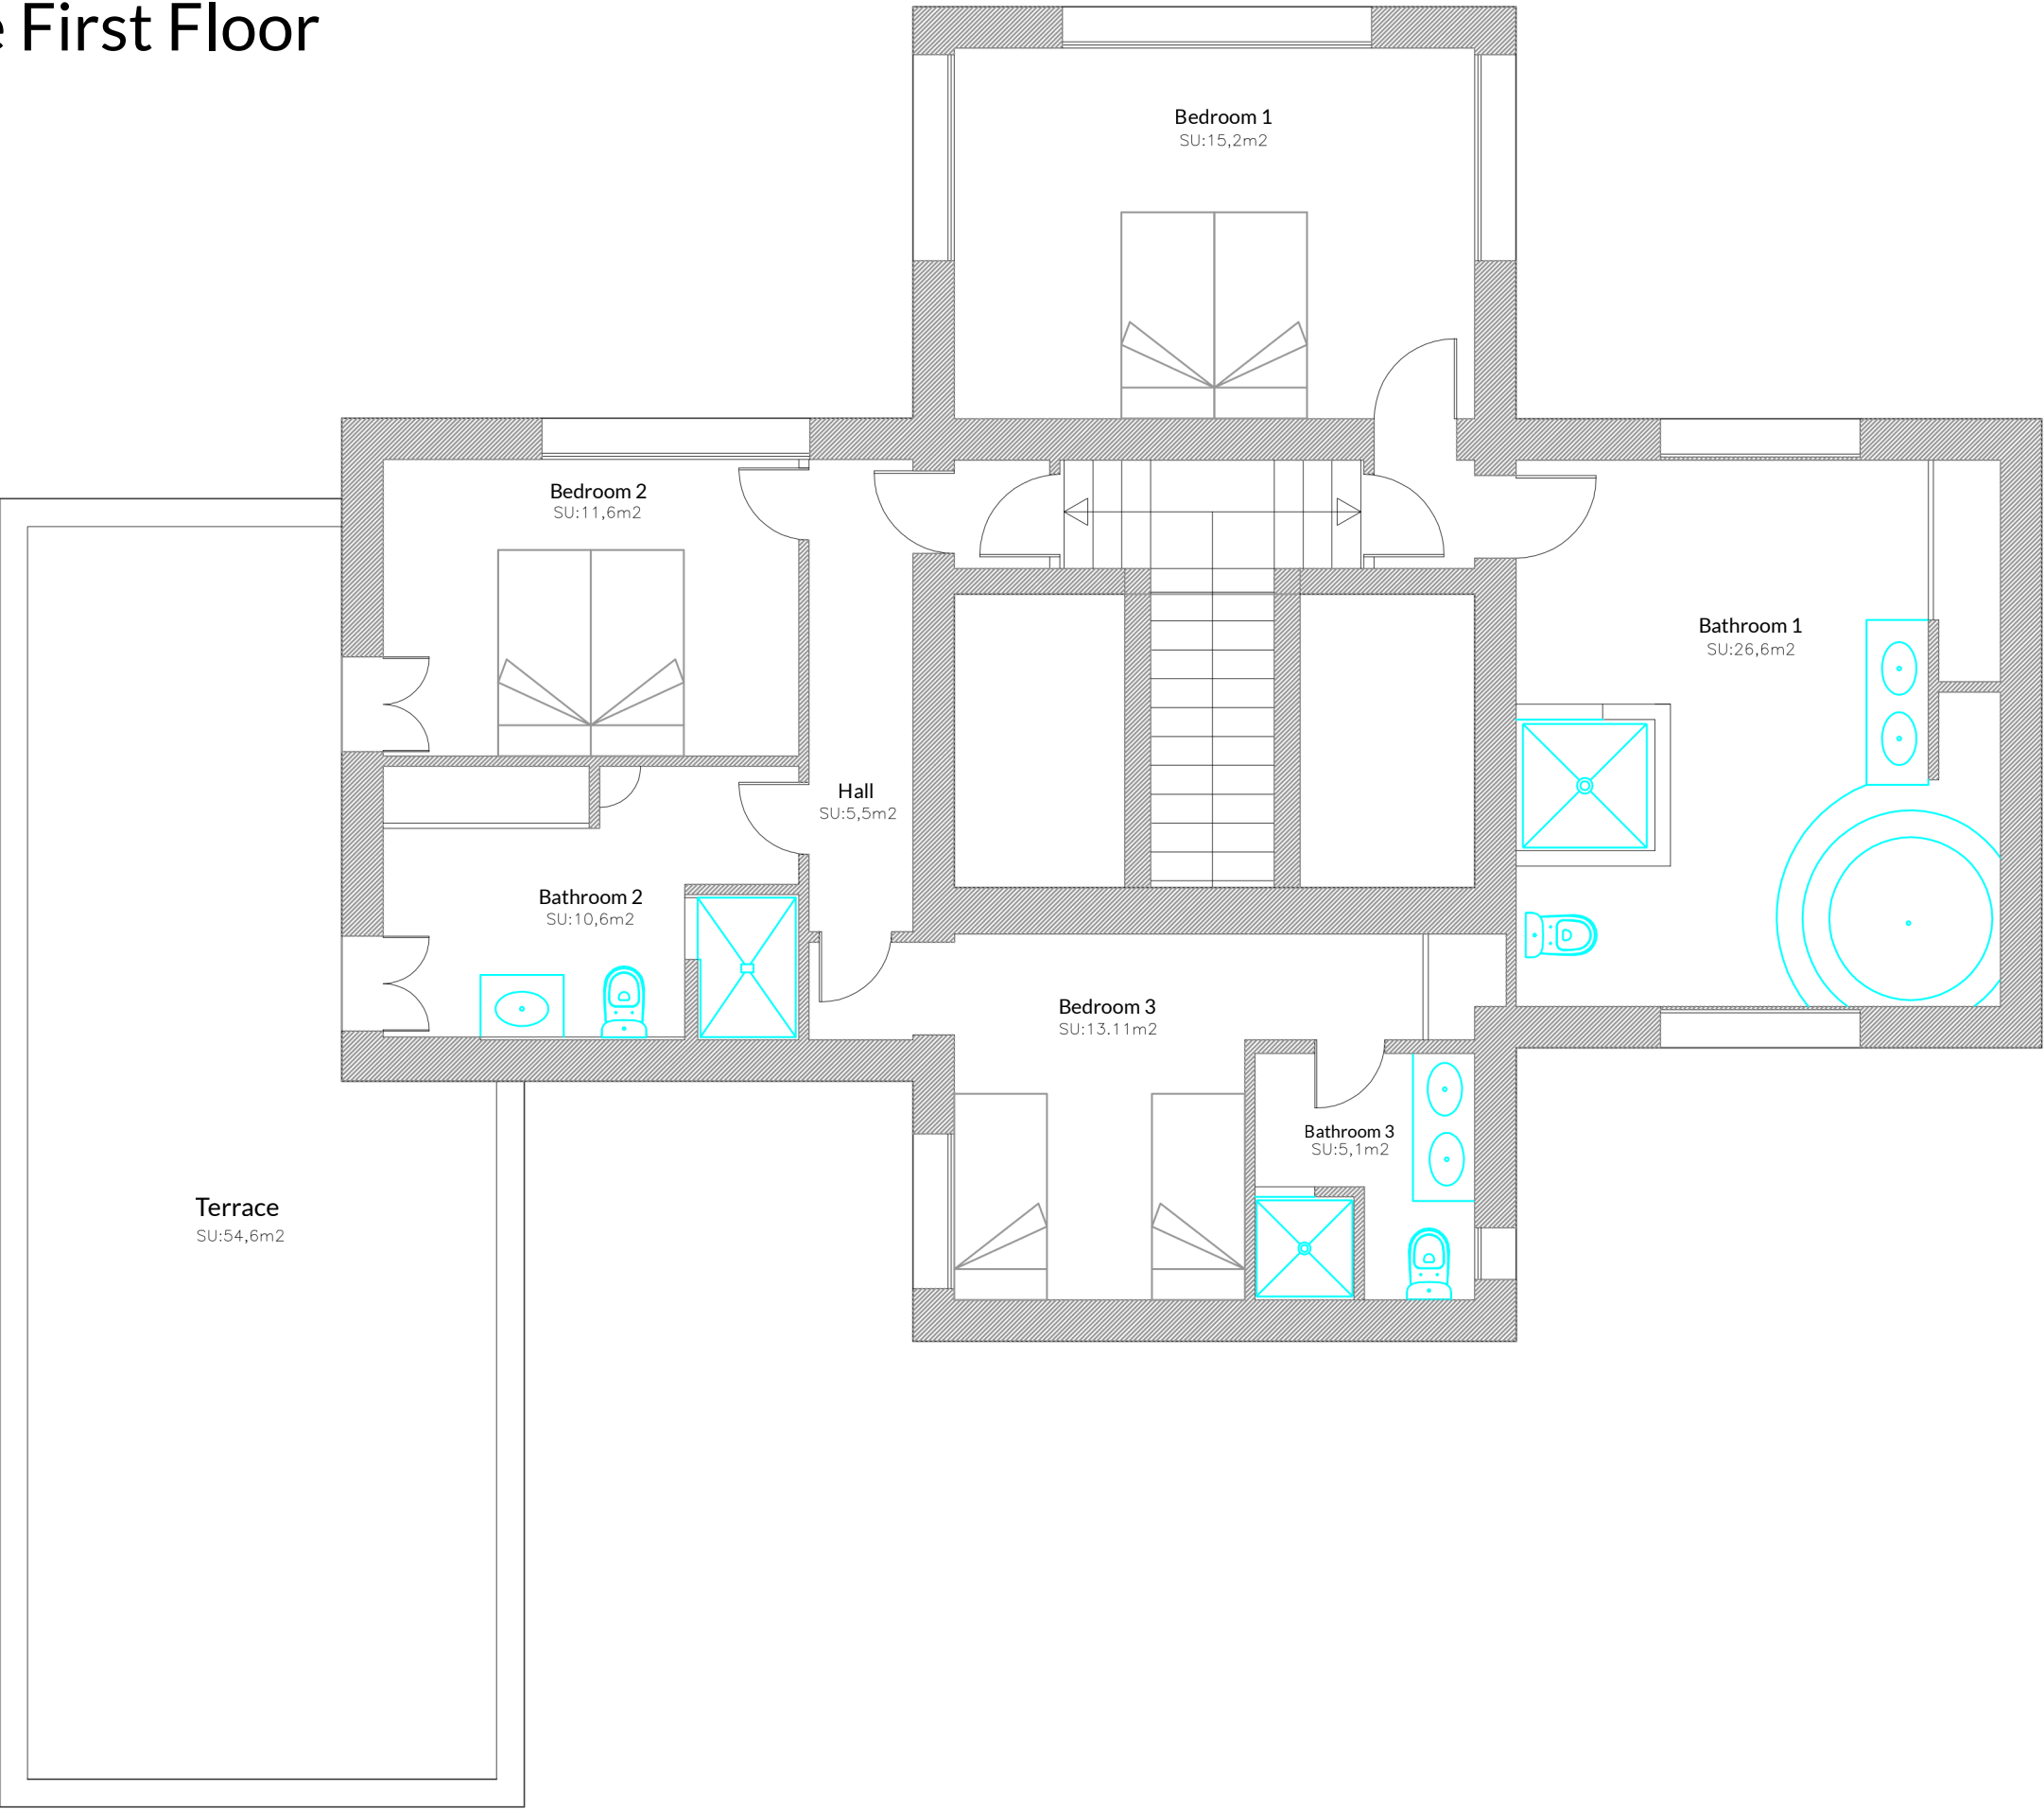 First Floor
Bedroom 1
SU:15,2m2
Bedroom 2
SU:11,6m2
Bathroom 1
SU:26,6m2
Hall
SU:5,5m2
Bathroom 2
SU:10,6m2
Bedroom 3
SU:13.11m2
Bathroom 3
SU:5,1m2
Terrace
SU:54,6m2